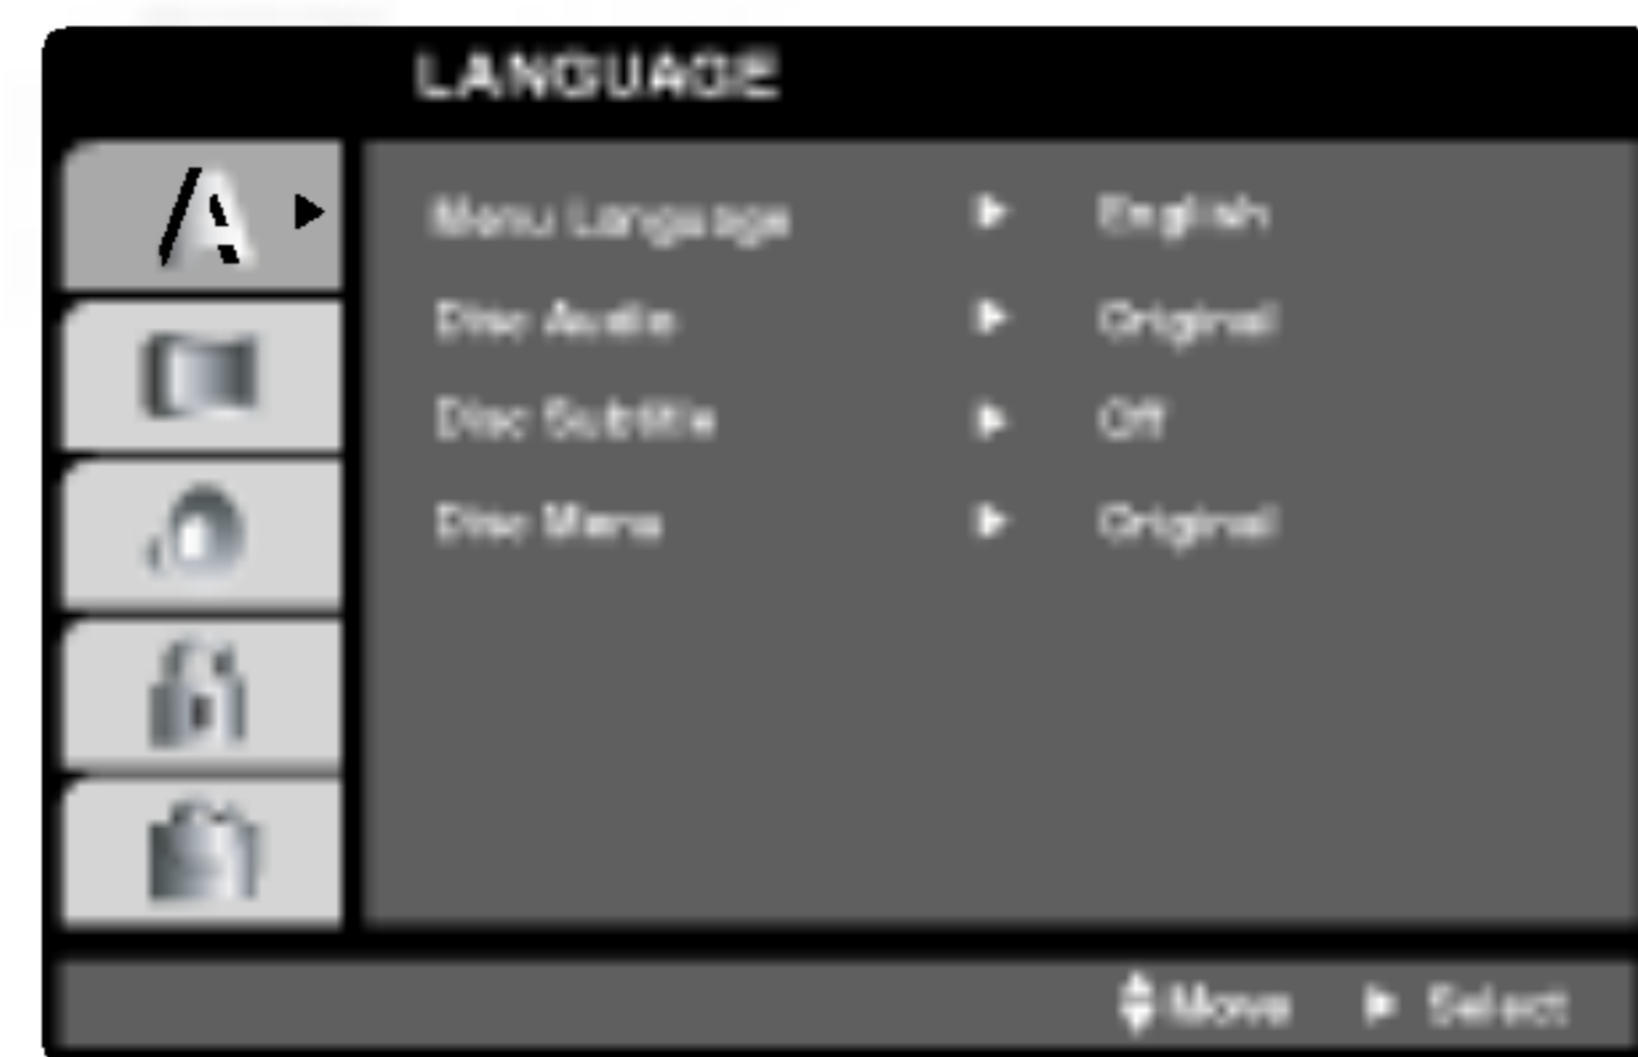 LANGUAGE
Menu Language ► English
Disc Audio ► Original
Disc Subtitle ► Off
Disc Menu ► Original
Move ► Select